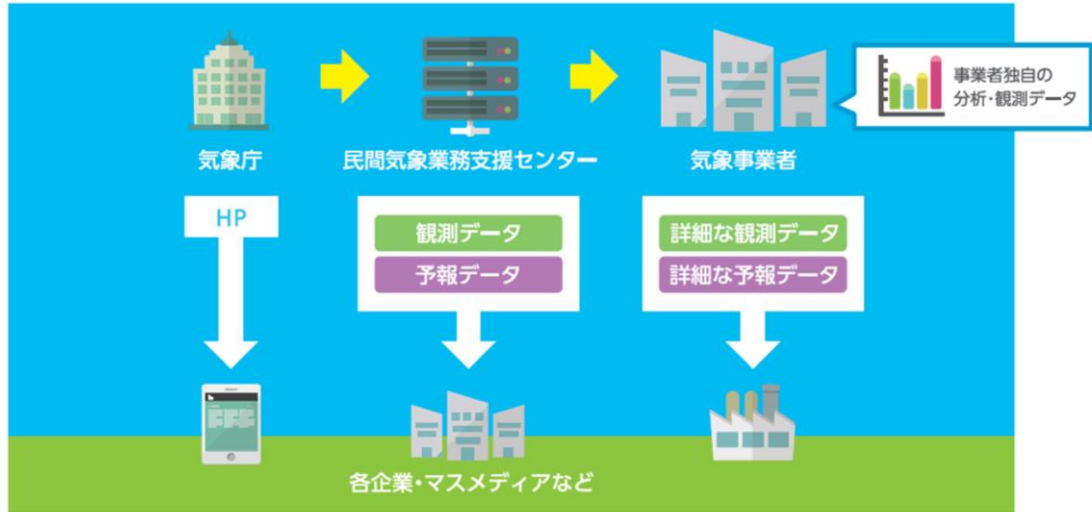 事業者独自の
分析・観測データ
気象庁
民間気象業務支援センター
気象事業者
HP
観測データ
予報データ
詳細な観測データ
詳細な予報データ
各企業・マスメディアなど